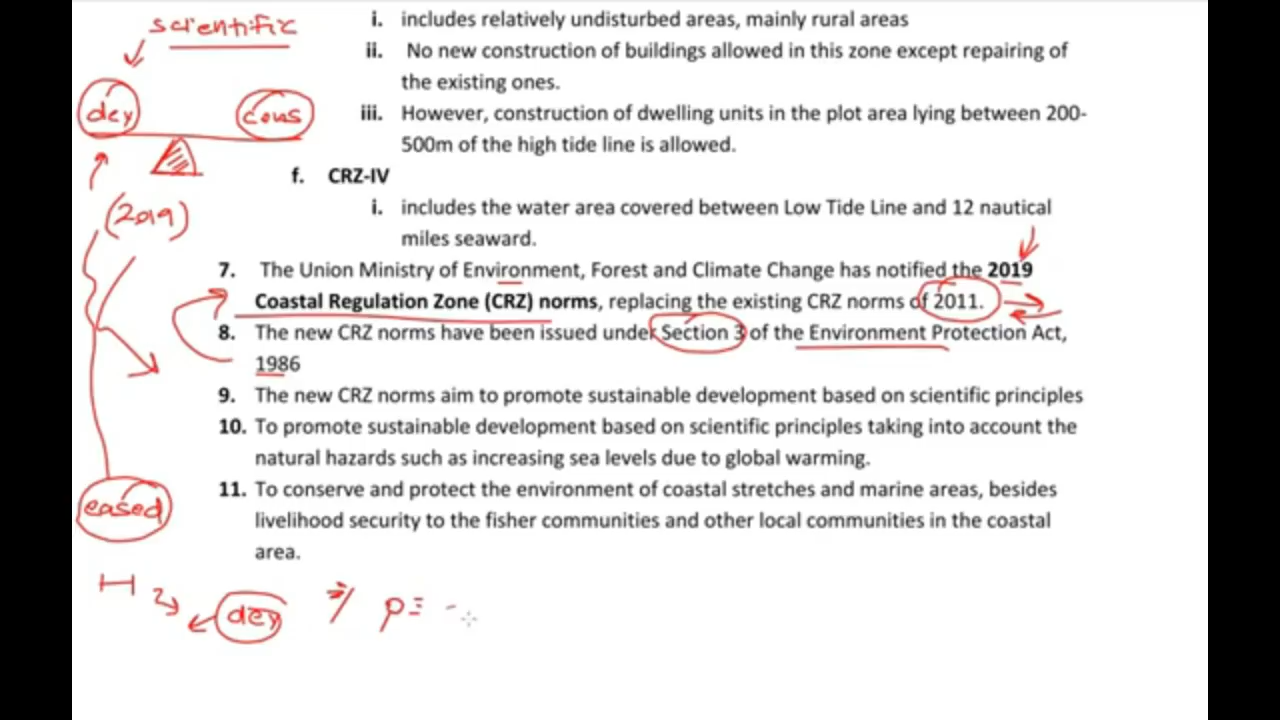 scientific
i. includes relatively undisturbed areas, mainly rural areas
ii. No new construction of buildings allowed in this zone except repairing of
the existing ones.
dev cons
iii. However, construction of dwelling units in the plot area lying between 200-
500m of the high tide line is allowed.
f. CRZ-IV
(2019)
i. includes the water area covered between Low Tide Line and 12 nautical
miles seaward.
7. The Union Ministry of Environment, Forest and Climate Change has notified the 2019
Coastal Regulation Zone (CRZ) norms, replacing the existing CRZ norms of 2011.
8. The new CRZ norms have been issued under Section 3 of the Environment Protection Act,
1986
9. The new CRZ norms aim to promote sustainable development based on scientific principles
10. To promote sustainable development based on scientific principles taking into account the
natural hazards such as increasing sea levels due to global warming.
11. To conserve and protect the environment of coastal stretches and marine areas, besides
eased
livelihood security to the fisher communities and other local communities in the coastal
area.
dev